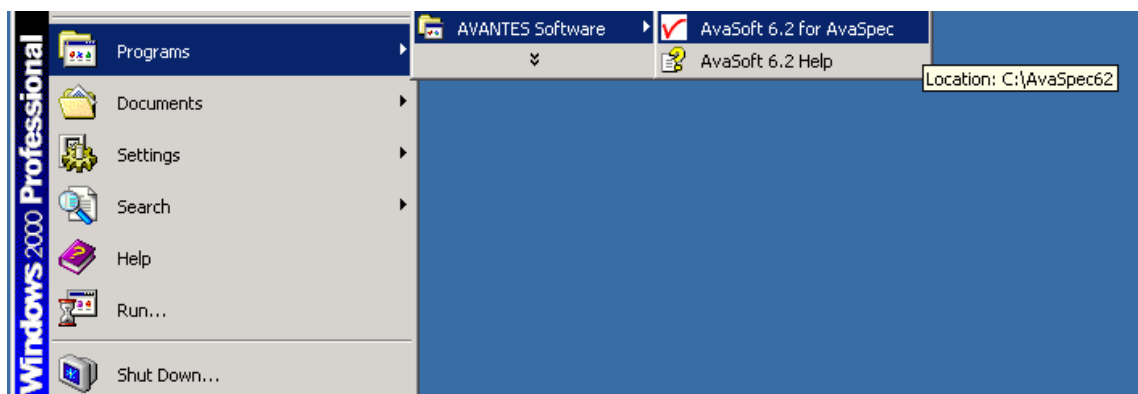 Windows 2000 Professional
Programs
Documents
Settings
Search
Help
Run...
Shut Down...
AVANTES Software
AvaSoft 6.2 for AvaSpec
AvaSoft 6.2 Help
Location: C:\AvaSpec62